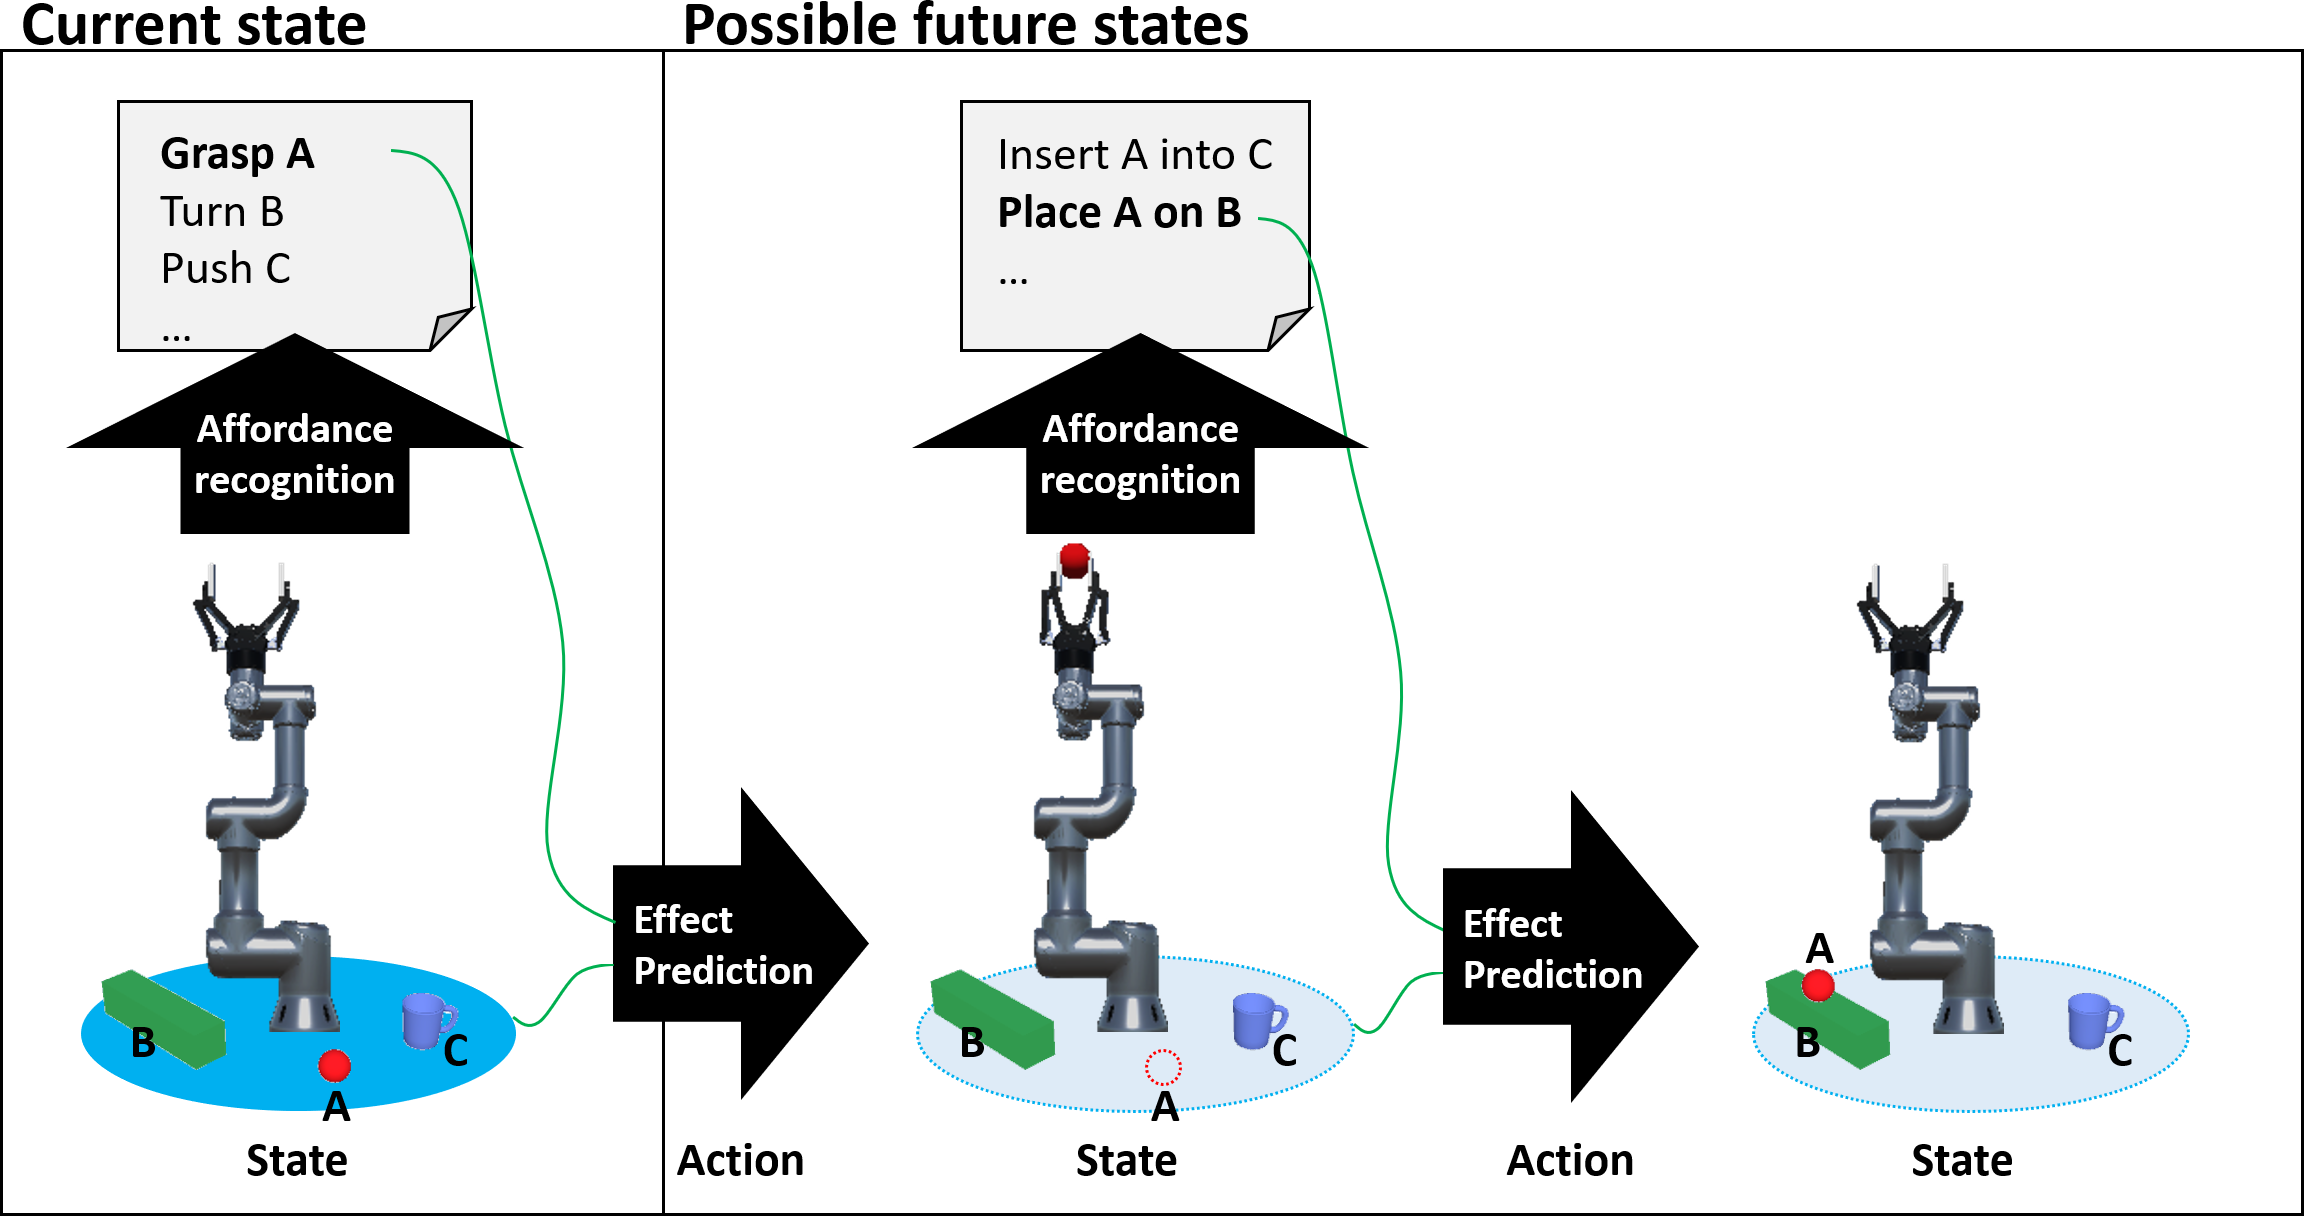 Current state
Possible future states
Grasp A
Turn B
Push C
...
Affordance
recognition
Insert A into C
Place A on B
...
Affordance
recognition
B
A
C
State
Effect
Prediction
Action
B
A
C
State
Effect
Prediction
Action
A
B
C
State